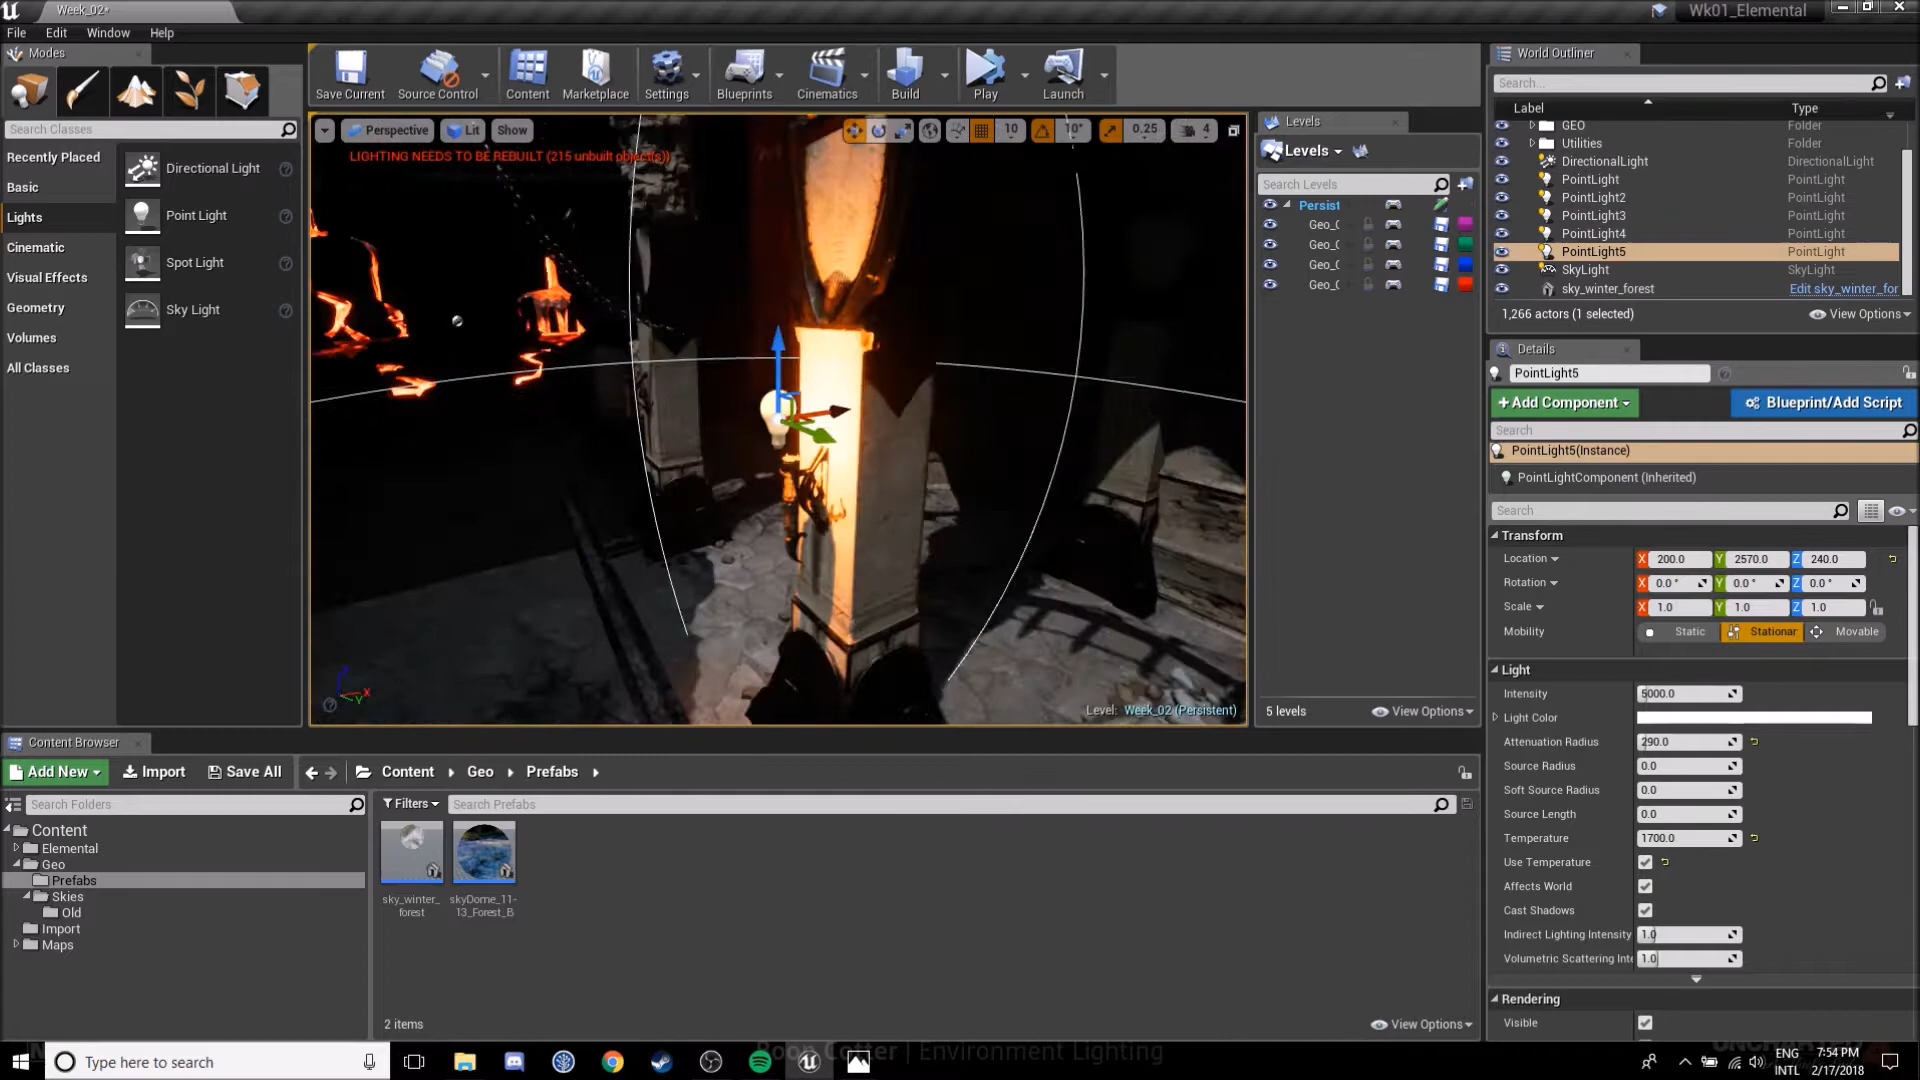 Week_02*
Wk01_Elemental
File Edit Window Help
Modes
Search Classes
Recently Placed
Basic
Lights
Cinematic
Visual Effects
Geometry
Volumes
All Classes
Directional Light
Point Light
Spot Light
Sky Light
Save Current
Source Control
Content
Marketplace
Settings
Blueprints
Cinematics
Build
Play
Launch
Perspective
Lit
Show
10
10°
0.25
4
LIGHTING NEEDS TO BE REBUILT (215 unbuilt object(s))
Level: Week_02 (Persistent)
Levels
Levels
Search Levels
Persist
Geo_0
Geo_0
Geo_0
Geo_0
5 levels
View Options
World Outliner
Search...
Label Type
GEO Folder
Utilities Folder
DirectionalLight DirectionalLight
PointLight PointLight
PointLight2 PointLight
PointLight3 PointLight
PointLight4 PointLight
PointLight5 PointLight
SkyLight SkyLight
sky_winter_forest Edit sky_winter_for
1,266 actors (1 selected)
View Options
Details
PointLight5
+Add Component
Blueprint/Add Script
Search
PointLight5(Instance)
PointLightComponent (Inherited)
Search
Transform
Location X 200.0 Y 2570.0 Z 240.0
Rotation X 0.0° Y 0.0° Z 0.0°
Scale X 1.0 Y 1.0 Z 1.0
Mobility Static Stationar Movable
Light
Intensity 5000.0
Light Color
Attenuation Radius 290.0
Source Radius 0.0
Soft Source Radius 0.0
Source Length 0.0
Temperature 1700.0
Use Temperature
Affects World
Cast Shadows
Indirect Lighting Intensity 1.0
Volumetric Scattering Inte 1.0
Rendering
Visible
Content Browser
Add New
Import
Save All
Content
Geo
Prefabs
Search Folders
Filters
Search Prefabs
Content
Elemental
Geo
Prefabs
Skies
Old
Import
Maps
sky_winter_
forest
skyDome_11-
13_Forest_B
2 items
View Options
Type here to search
Cotter | Environment Lighting
ENG
INTL
7:54 PM
2/17/2018